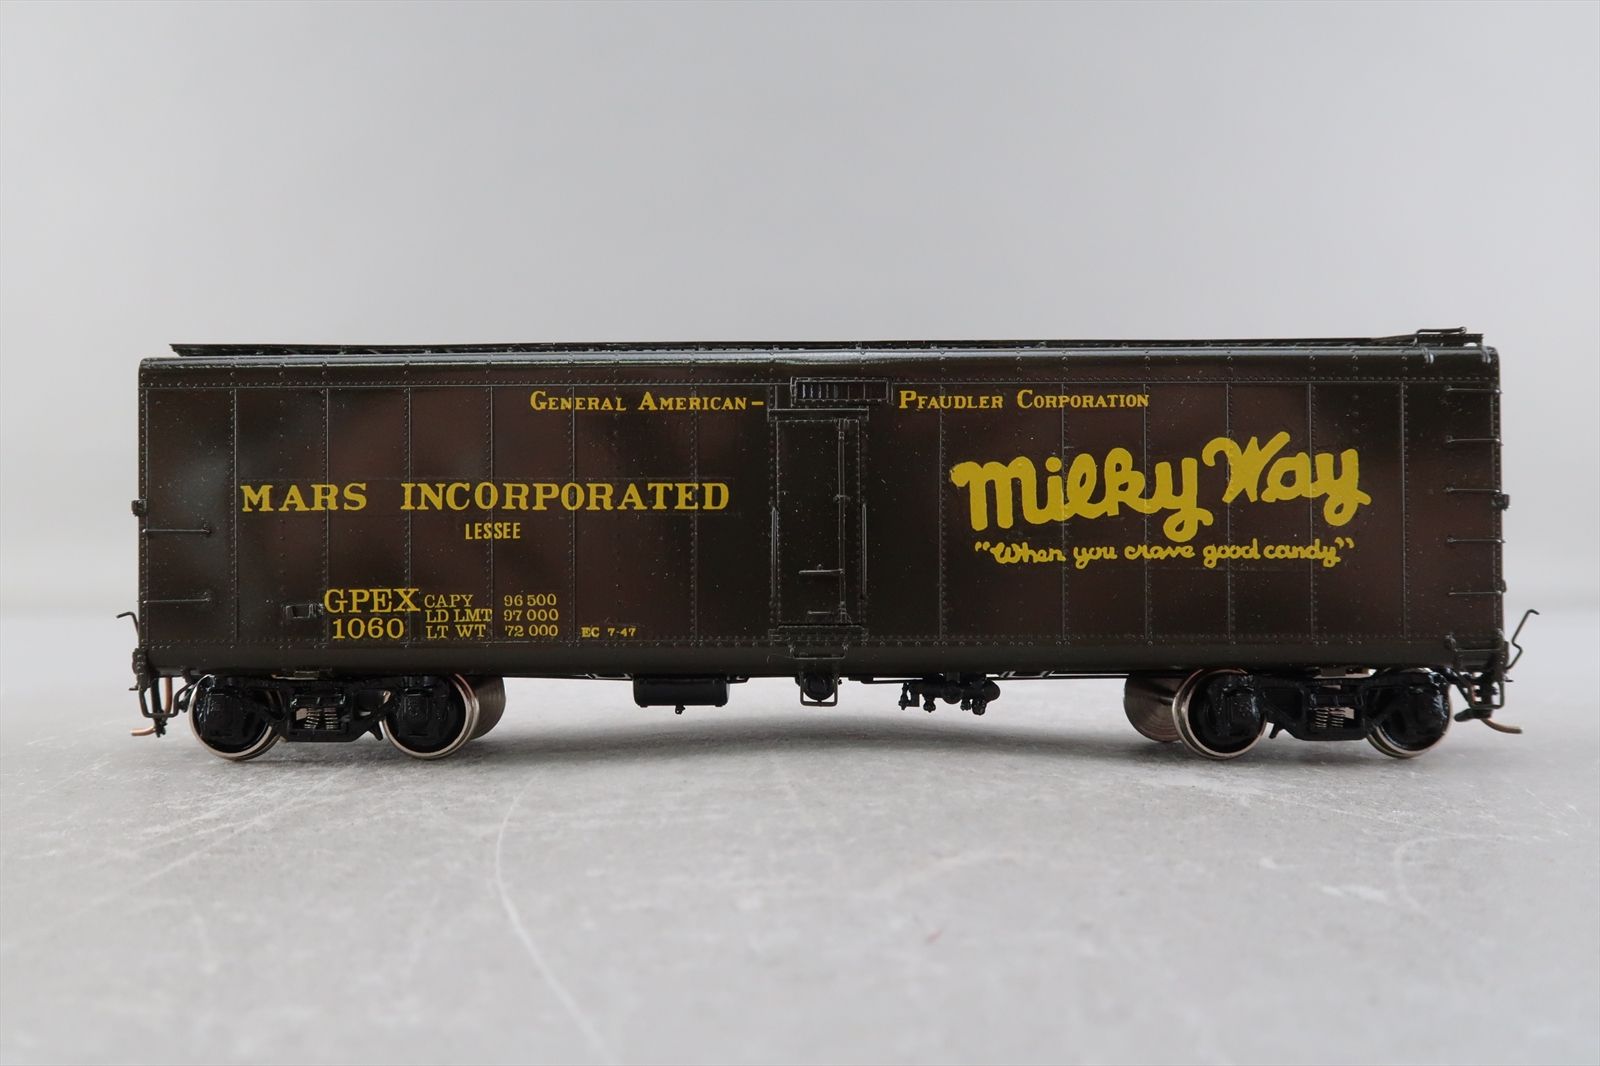 GENERAL AMERICAN- PFAUDLER CORPORATION
MARS INCORPORATED
LESSEE
Milky Way
"When you crave good candy"
GPEX
1060
CAPY 96 500
LD LMT 97 000
LT WT 72 000
EC 7-47